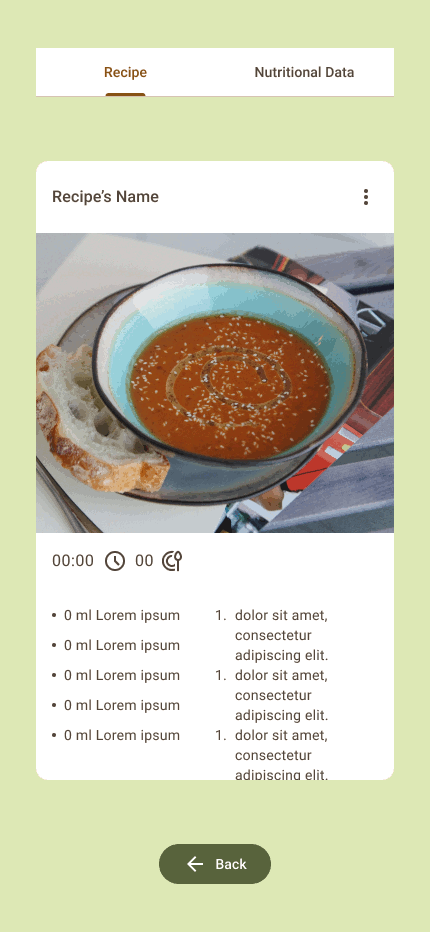 Recipe
Nutritional Data
Recipe’s Name
00:00
00
• 0 ml Lorem ipsum
• 0 ml Lorem ipsum
• 0 ml Lorem ipsum
• 0 ml Lorem ipsum
• 0 ml Lorem ipsum
1. dolor sit amet,
consectetur
adipiscing elit.
1. dolor sit amet,
consectetur
adipiscing elit.
1. dolor sit amet,
consectetur
adipiscing elit.
Back